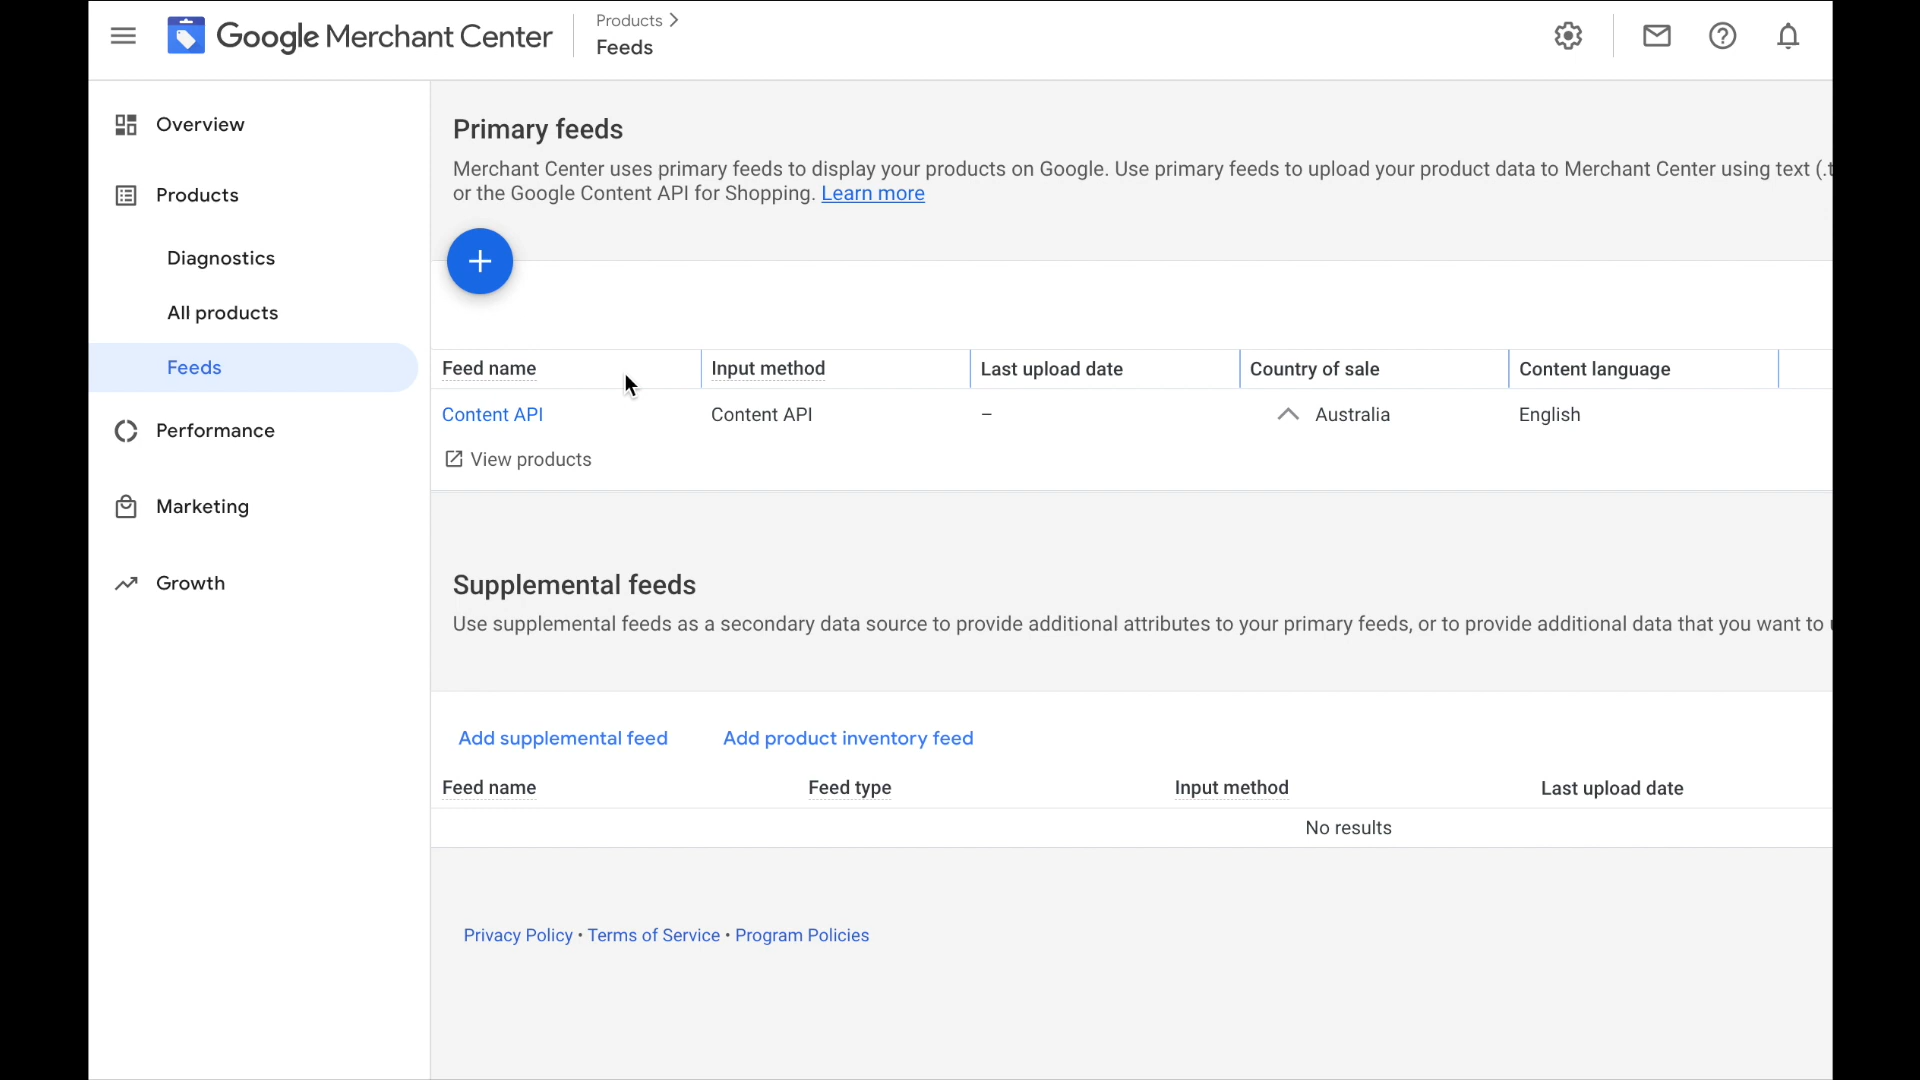 Google Merchant Center
Products
Feeds
Overview
Products
Diagnostics
All products
Feeds
Performance
Marketing
Growth
Primary feeds
Merchant Center uses primary feeds to display your products on Google. Use primary feeds to upload your product data to Merchant Center using text (.t
or the Google Content API for Shopping. Learn more
Feed name Input method Last upload date Country of sale Content language
Content API Content API – Australia English
View products
Supplemental feeds
Use supplemental feeds as a secondary data source to provide additional attributes to your primary feeds, or to provide additional data that you want to
Add supplemental feed Add product inventory feed
Feed name Feed type Input method Last upload date
No results
Privacy Policy • Terms of Service • Program Policies